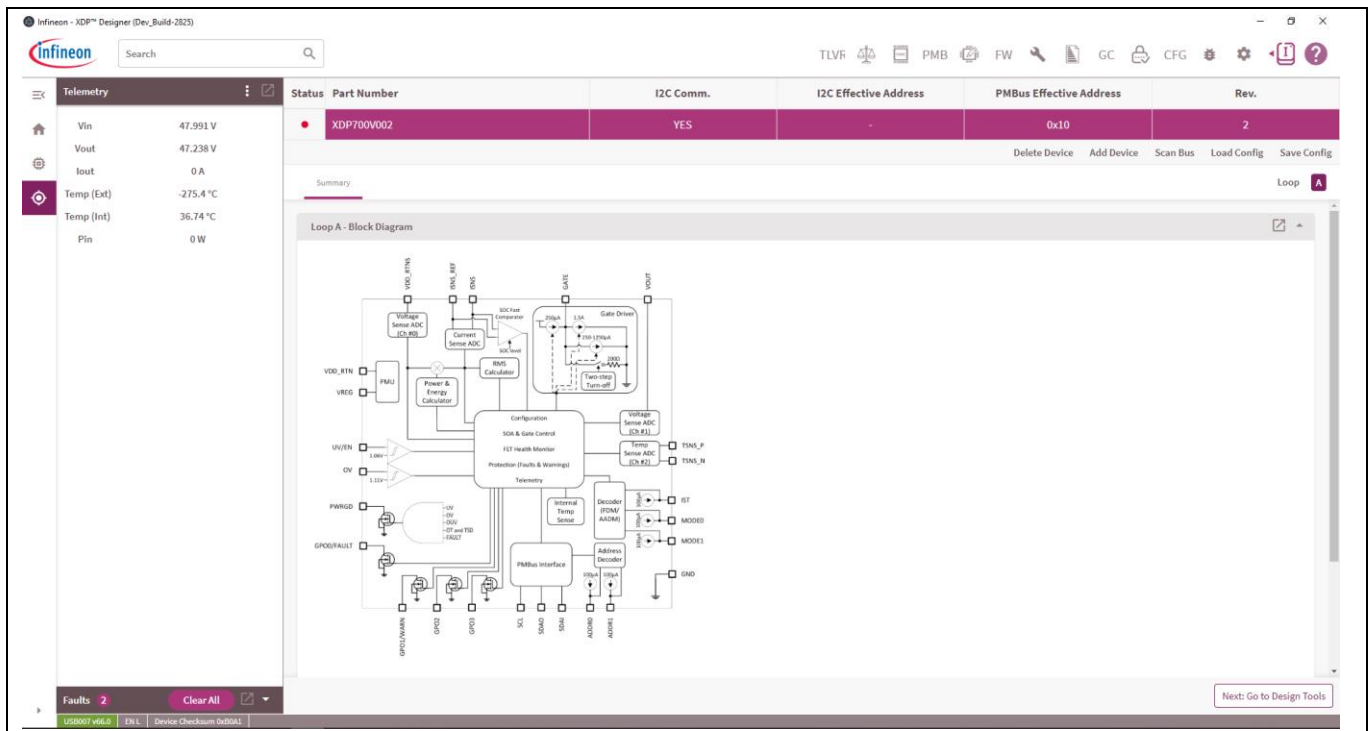 Infineon - XDP™ Designer (Dev_Build-2825)
infineon
Search
TLVR PMB FW GC CFG
Telemetry
Vin 47.991 V
Vout 47.238 V
Iout 0 A
Temp (Ext) -275.4 °C
Temp (Int) 36.74 °C
Pin 0 W
Status Part Number I2C Comm. I2C Effective Address PMBus Effective Address Rev.
XDP700V002 YES - 0x10 2
Delete Device Add Device Scan Bus Load Config Save Config
Summary
Loop A
Loop A - Block Diagram
VDD_RTNS
ISNS_REF
ISNS
GATE
VOUT
Voltage
Sense ADC
(Ch #0)
Current
Sense ADC
SOC Fast
Comparator
SOC level
Gate Driver
250µA
1.5A
250-1250µA
200Ω
Two-step
Turn-off
RMS
Calculator
VDD_RTN
VREG
PMU
Power &
Energy
Calculator
Configuration
SOA & Gate Control
FET Health Monitor
Protection (Faults & Warnings)
Telemetry
Voltage
Sense ADC
(Ch #1)
Temp
Sense ADC
(Ch #2)
TSNS_P
TSNS_N
UV/EN
1.06V
OV
1.11V
PWRGD
-UV
-OV
-OUV
-OT and TSD
-FAULT
GPO0/FAULT
Internal
Temp
Sense
Decoder
(FDM/
AADM)
100µA
100µA
100µA
IST
MODE0
MODE1
PMBus Interface
Address
Decoder
100µA 100µA
GND
GPO1/WARN
GPO2
GPO3
SCL
SDAO
SDAI
ADDR0
ADDR1
Faults 2 Clear All
Next: Go to Design Tools
USB007 v66.0 EN L Device Checksum 0xB0A1